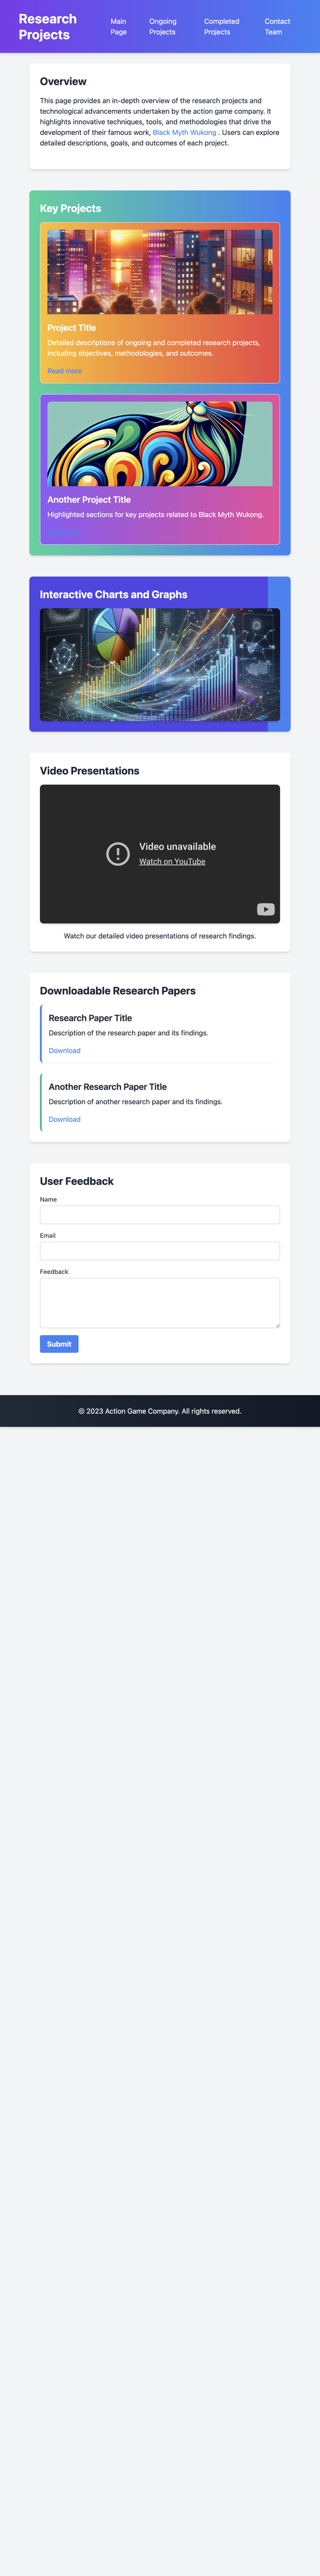 Research
Projects
Main
Page
Ongoing
Projects
Completed
Projects
Contact
Team
Overview
This page provides an in-depth overview of the research projects and
technological advancements undertaken by the action game company. It
highlights innovative techniques, tools, and methodologies that drive the
development of their famous work, Black Myth Wukong . Users can explore
detailed descriptions, goals, and outcomes of each project.
Key Projects
Project Title
Detailed descriptions of ongoing and completed research projects,
including objectives, methodologies, and outcomes.
Read more
Another Project Title
Highlighted sections for key projects related to Black Myth Wukong.
Interactive Charts and Graphs
Video Presentations
Video unavailable
Watch on YouTube
Watch our detailed video presentations of research findings.
Downloadable Research Papers
Research Paper Title
Description of the research paper and its findings.
Download
Another Research Paper Title
Description of another research paper and its findings.
Download
User Feedback
Name
Email
Feedback
Submit
© 2023 Action Game Company. All rights reserved.